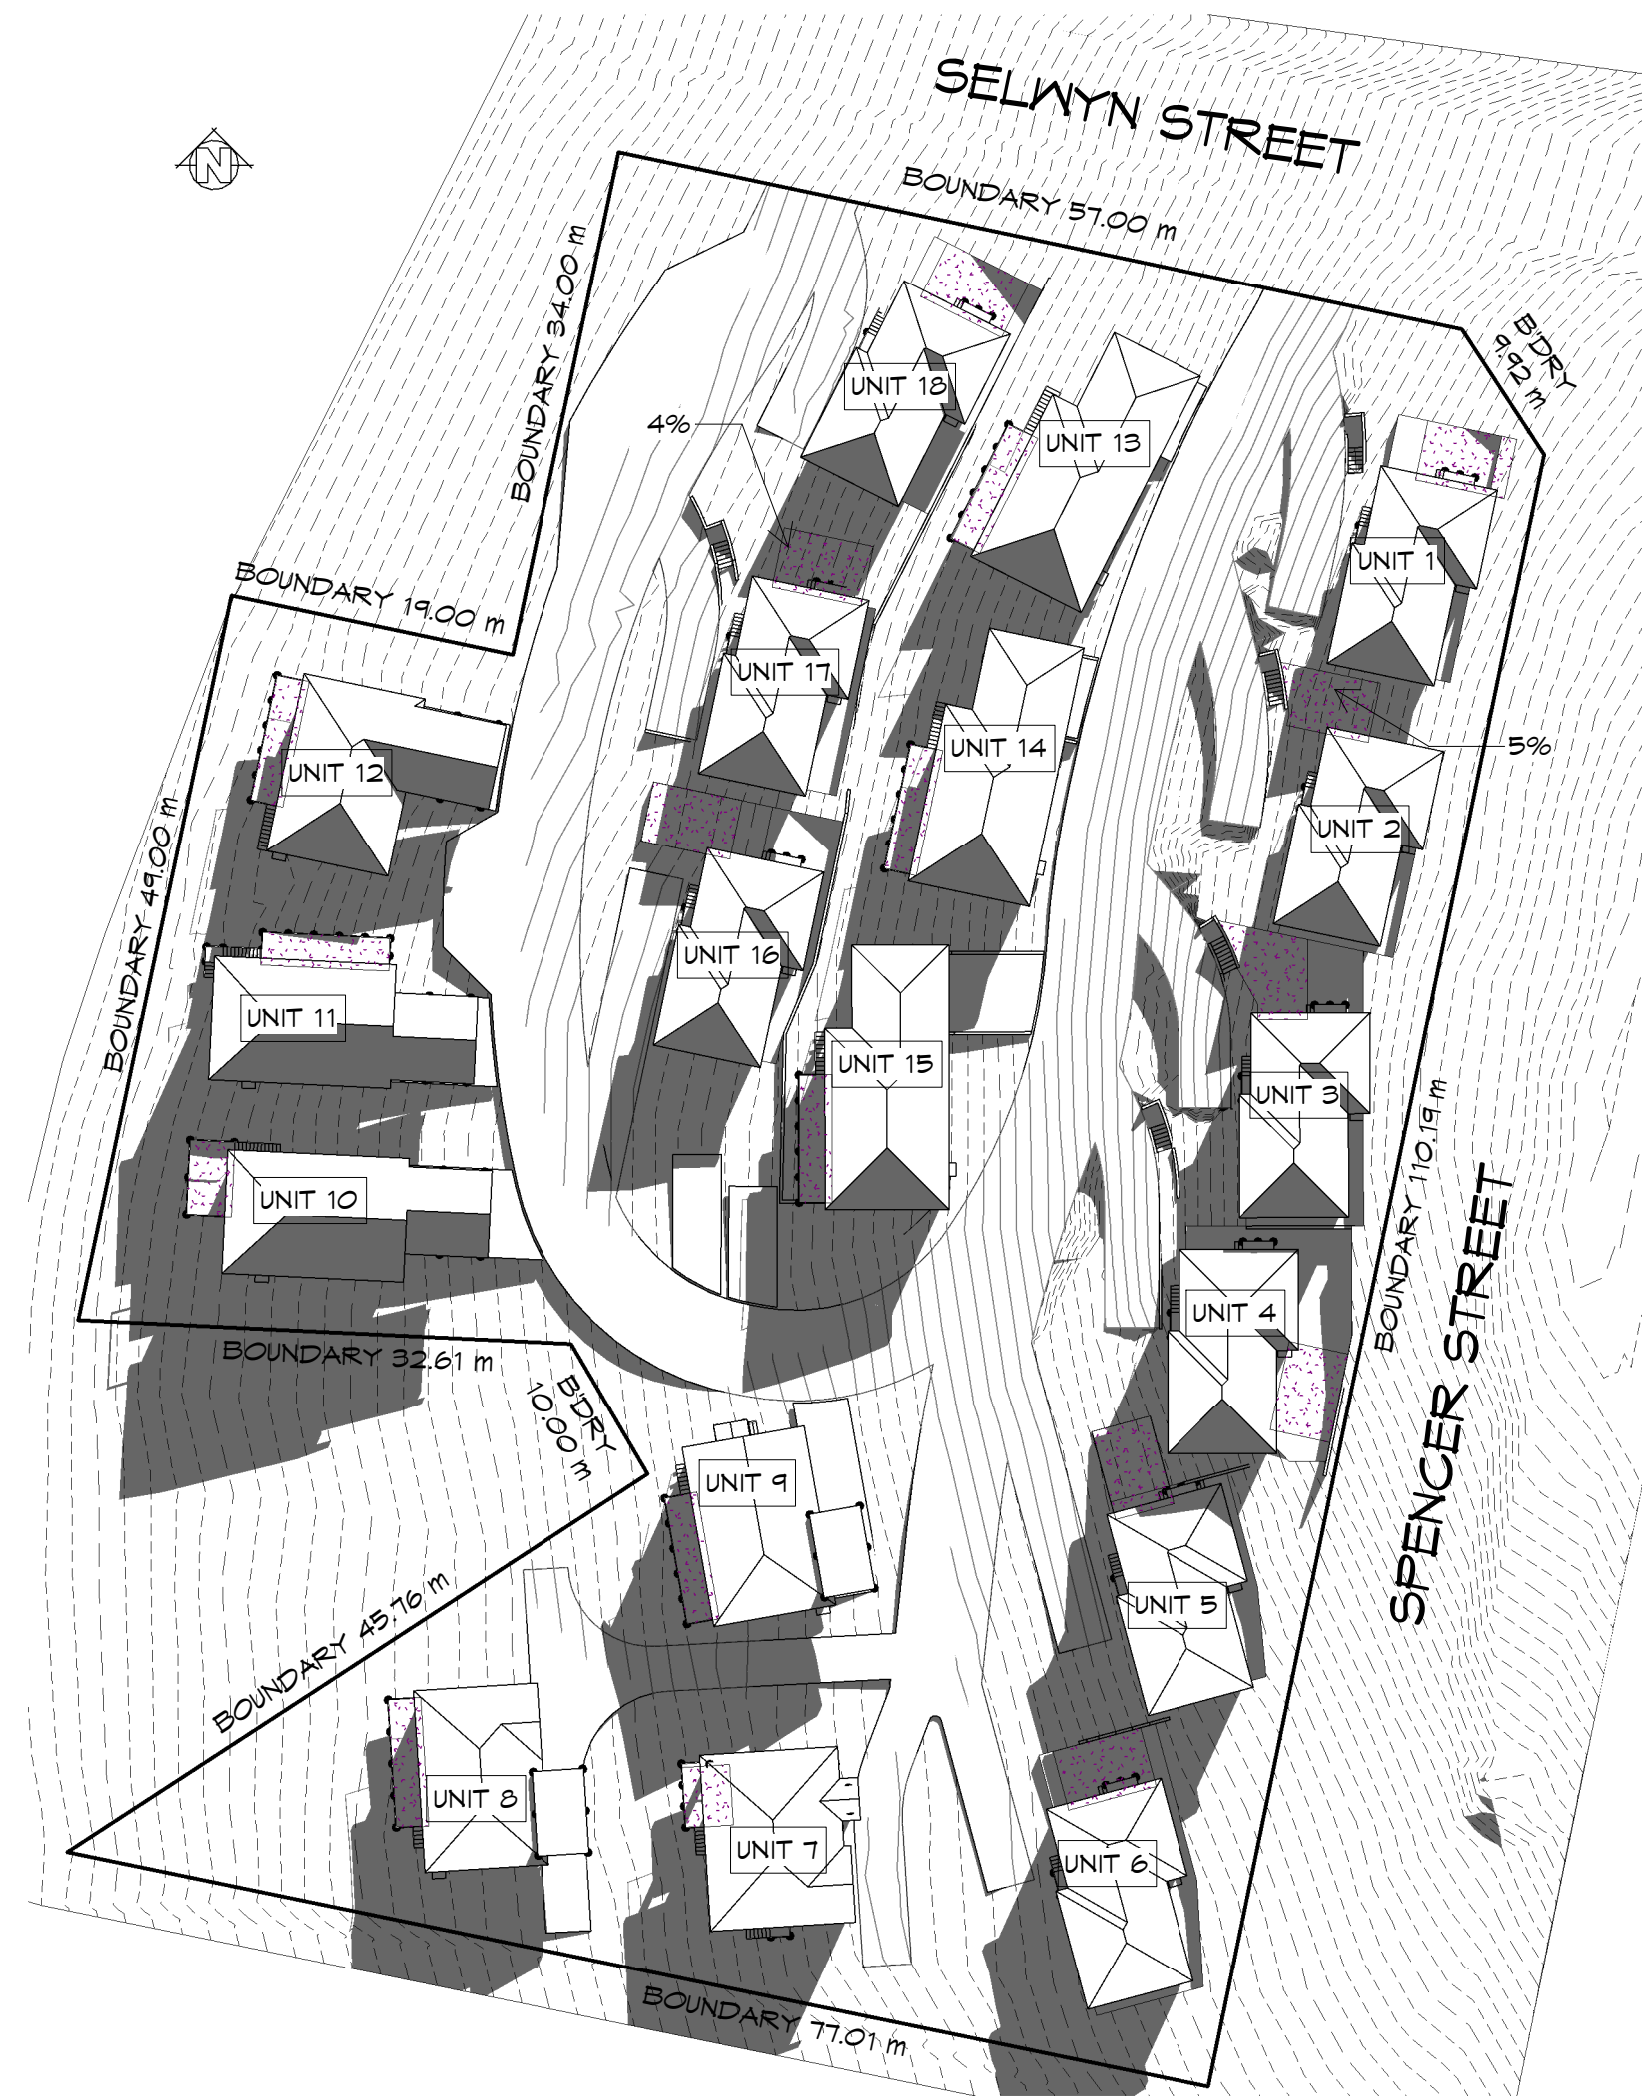 SELWYN STREET
N
BOUNDARY 57.00 m
BOUNDARY 34.00 m
B'DRY
9.92 m
UNIT 18
4%
UNIT 13
UNIT 1
BOUNDARY 19.00 m
UNIT 17
UNIT 14
5%
UNIT 12
UNIT 2
BOUNDARY 49.00 m
UNIT 16
UNIT 11
UNIT 15
UNIT 3
BOUNDARY 110.19 m
UNIT 10
SPENCER STREET
UNIT 4
BOUNDARY 32.61 m
B'DRY
10.00 m
UNIT 9
UNIT 5
BOUNDARY 45.76 m
UNIT 8
UNIT 7
UNIT 6
BOUNDARY 77.01 m